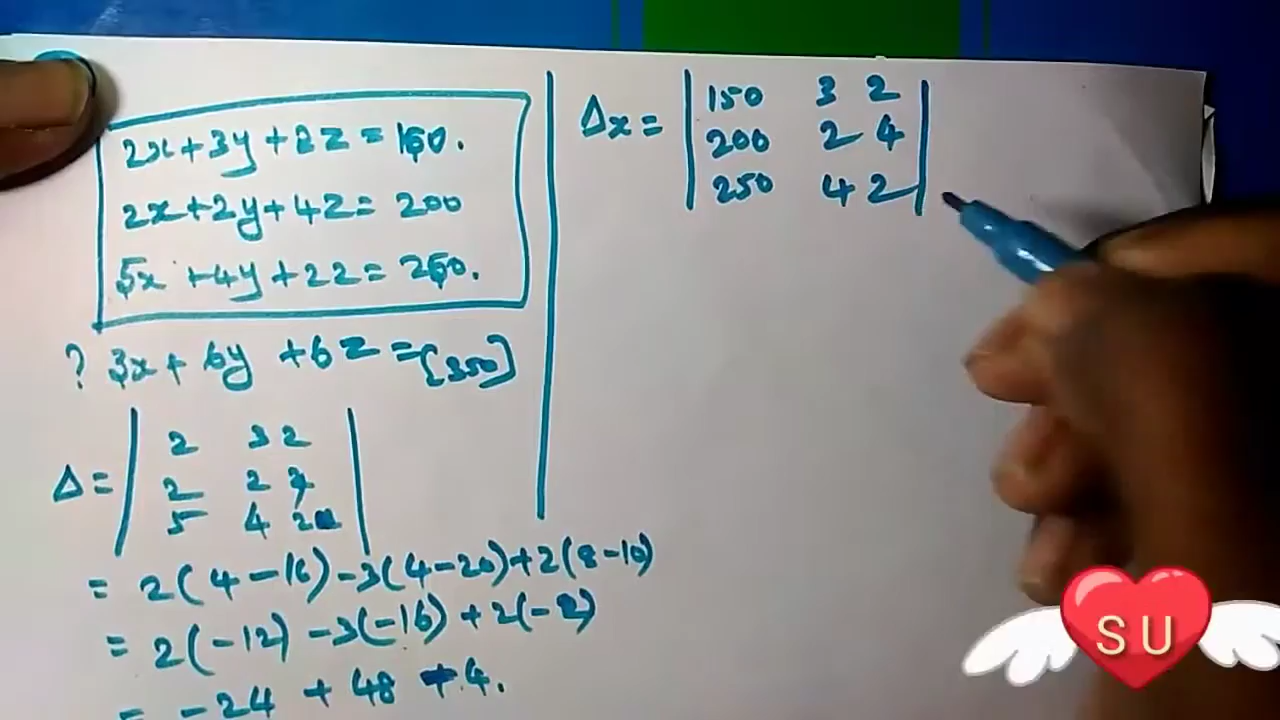 2x+3y+2z=150.
2x+2y+4z=200
5x+4y+2z=250.
? 3x+6y+6z=[350]
Δ= | 2 3 2 |
| 2 2 4 |
| 5 4 2 |
= 2(4-16)-3(4-20)+2(8-10)
= 2(-12)-3(-16)+2(-2)
= -24+48-4.
Δx= | 150 3 2 |
| 200 2 4 |
| 250 4 2 |
SU